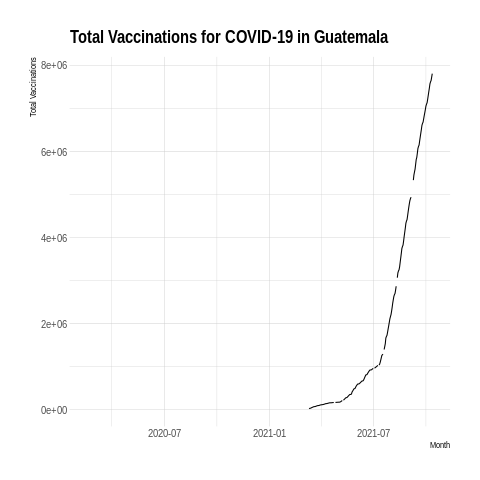 Total Vaccinations for COVID-19 in Guatemala
Total Vaccinations
8e+06
6e+06
4e+06
2e+06
0e+00
2020-07
2021-01
2021-07
Month